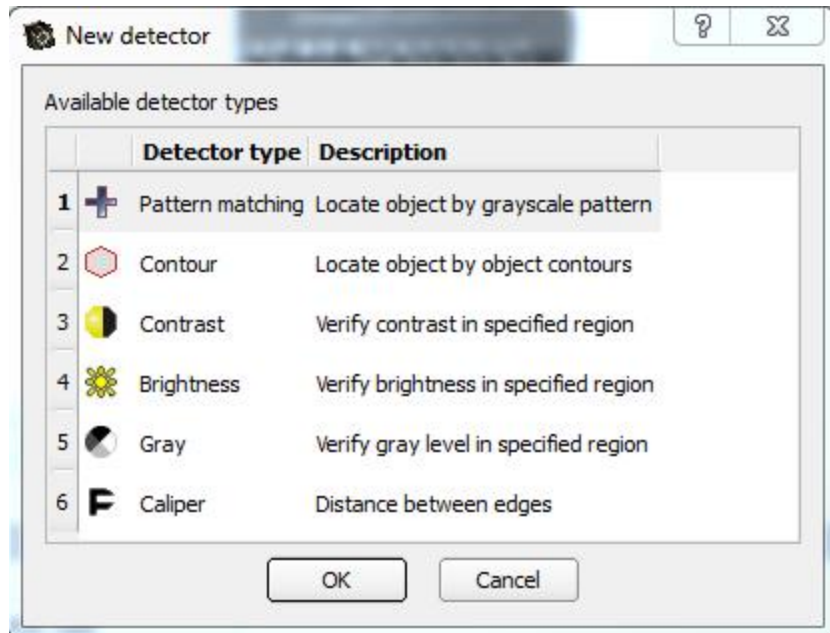 New detector
Available detector types
Detector type Description
1 Pattern matching Locate object by grayscale pattern
2 Contour Locate object by object contours
3 Contrast Verify contrast in specified region
4 Brightness Verify brightness in specified region
5 Gray Verify gray level in specified region
6 Caliper Distance between edges
OK Cancel